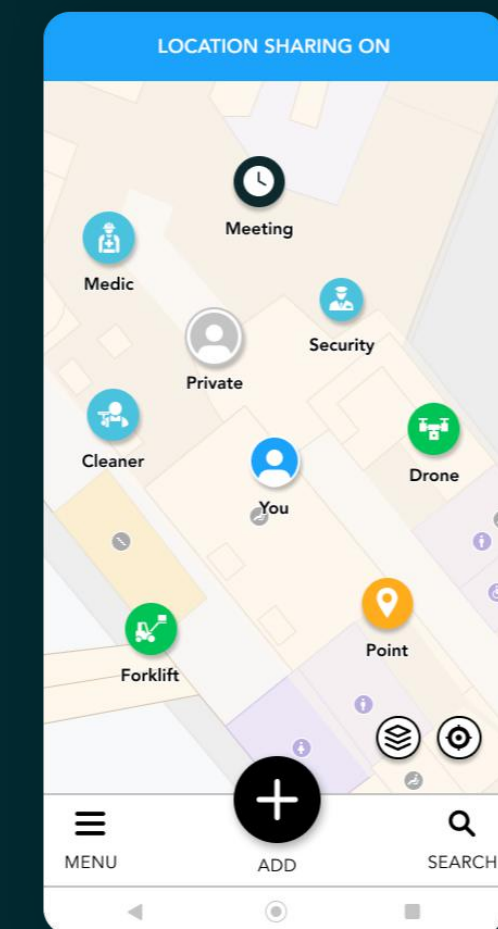 LOCATION SHARING ON
Meeting
Medic
Security
Private
Cleaner
Drone
You
Point
Forklift
MENU
ADD
SEARCH